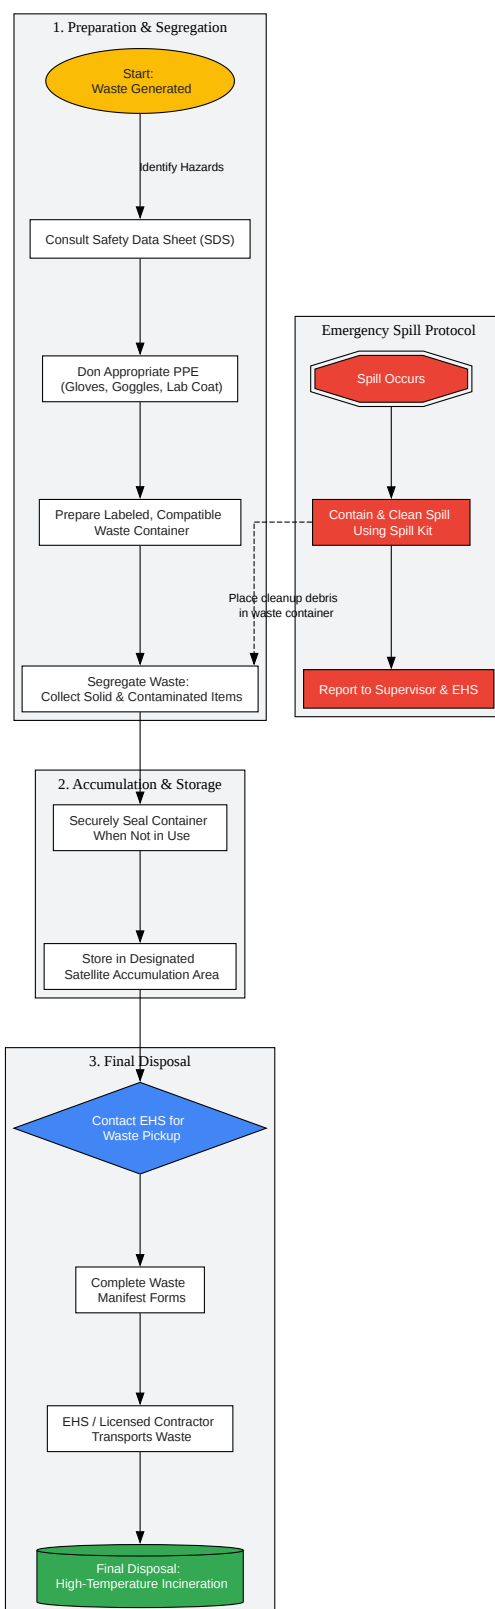 1. Preparation & Segregation
Start:
Waste Generated
Identify Hazards
Consult Safety Data Sheet (SDS)
Don Appropriate PPE
(Gloves, Goggles, Lab Coat)
Prepare Labeled, Compatible
Waste Container
Segregate Waste:
Collect Solid & Contaminated Items
Emergency Spill Protocol
Spill Occurs
Contain & Clean Spill
Using Spill Kit
Place cleanup debris
in waste container
Report to Supervisor & EHS
2. Accumulation & Storage
Securely Seal Container
When Not in Use
Store in Designated
Satellite Accumulation Area
3. Final Disposal
Contact EHS for
Waste Pickup
Complete Waste
Manifest Forms
EHS / Licensed Contractor
Transports Waste
Final Disposal:
High-Temperature Incineration